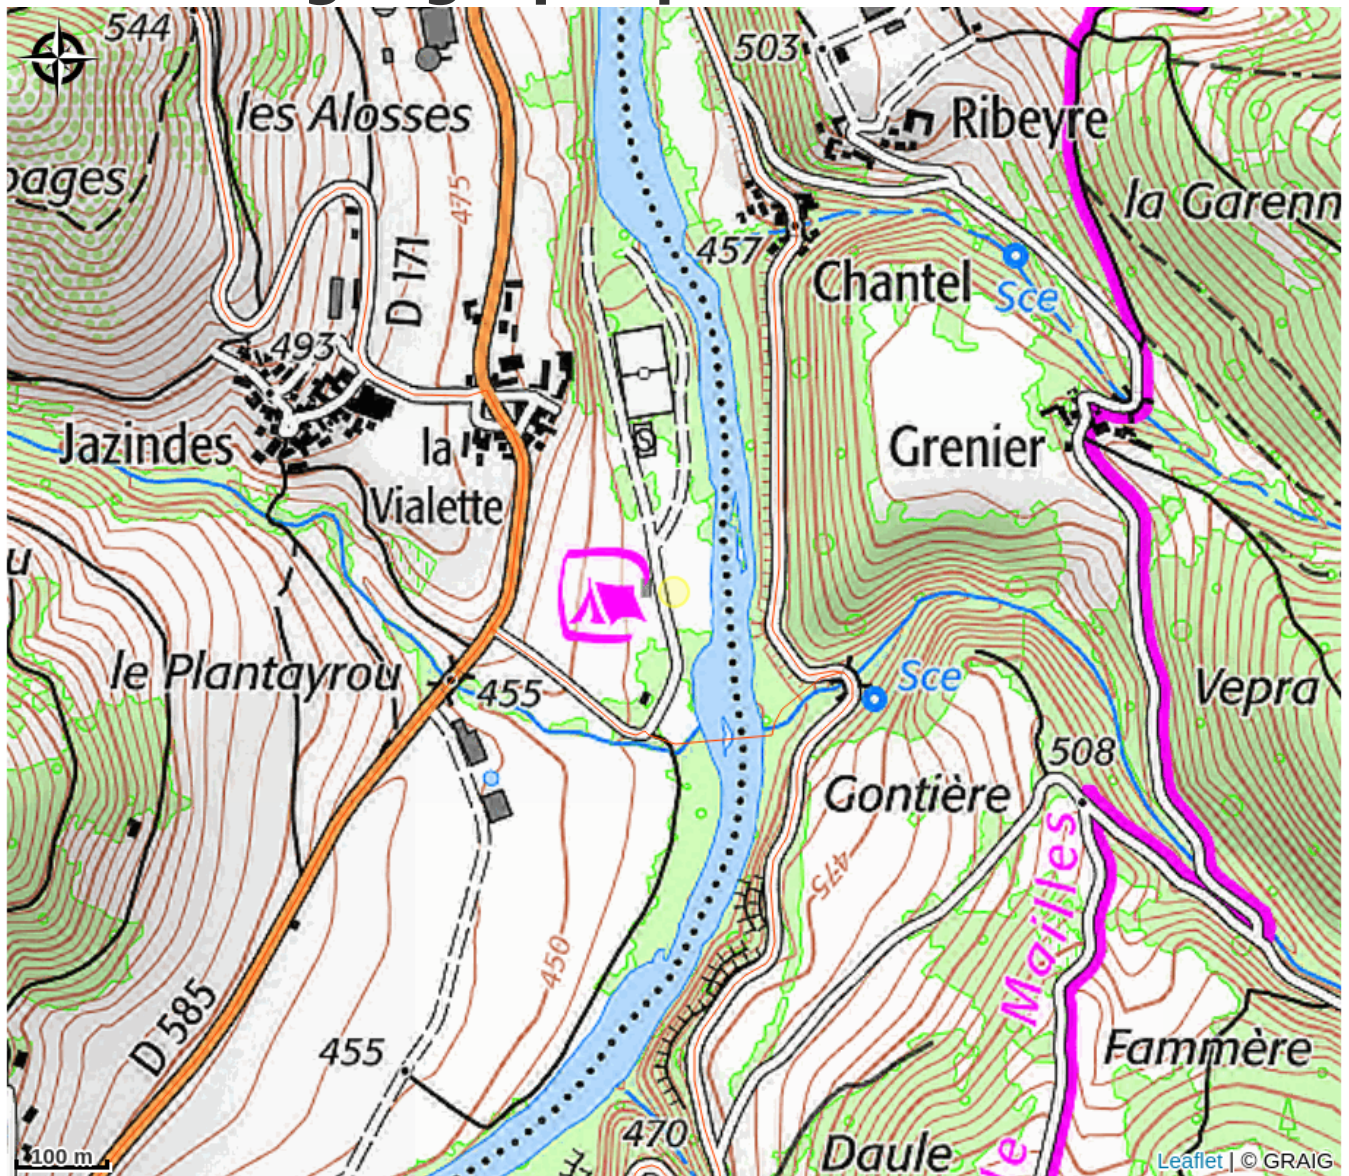 544
503
les Alosses
Ribeyre
475
la Garenn
457
D 171
Chantel
Sce
493
Jazindes
la
Vialette
Grenier
S
le Plantayrou
455
Sce
Vepra
508
Gontière
475
Mailles
450
D 585
455
Fammère
470
Daule
100 m
Leaflet | © GRAIG